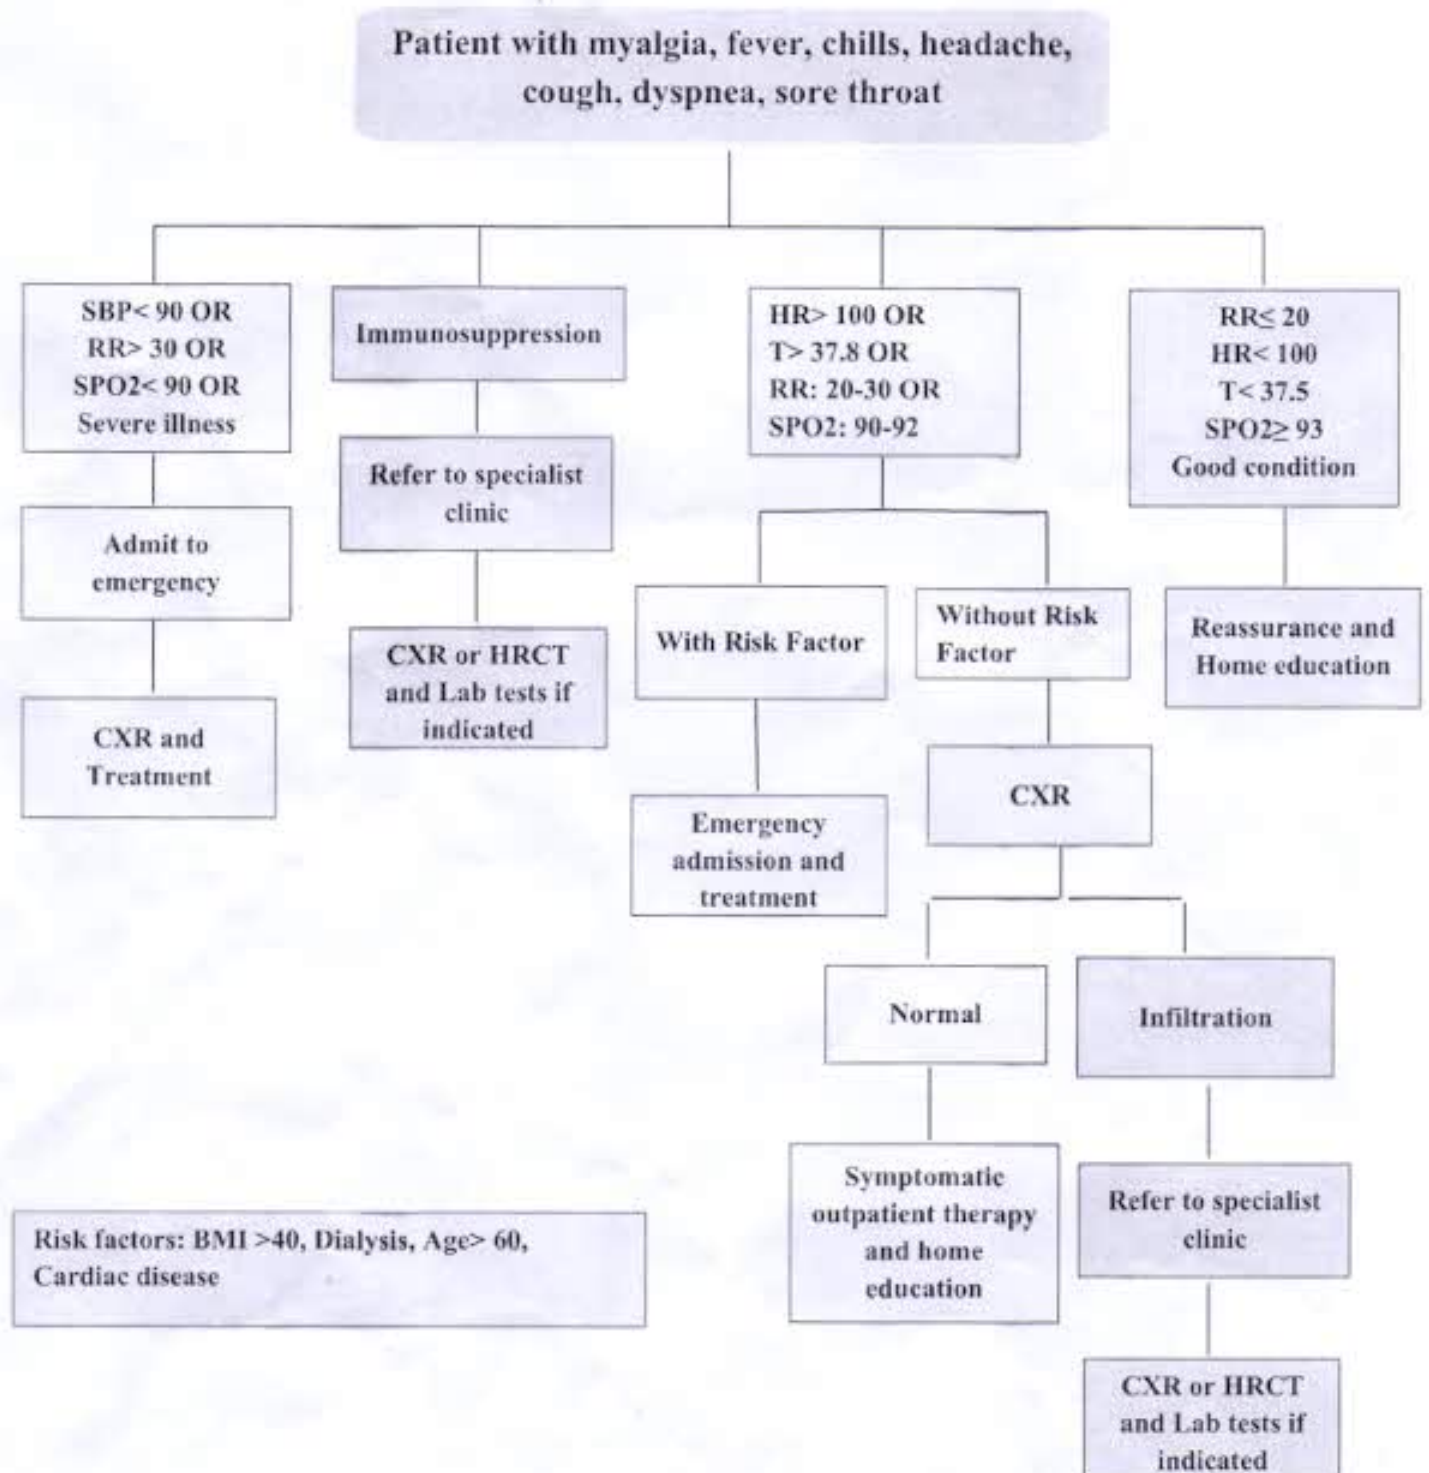 Patient with myalgia, fever, chills, headache,
cough, dyspnea, sore throat
SBP< 90 OR
RR> 30 OR
SPO2< 90 OR
Severe illness
Admit to
emergency
CXR and
Treatment
Immunosuppression
Refer to specialist
clinic
CXR or HRCT
and Lab tests if
indicated
HR> 100 OR
T> 37.8 OR
RR: 20-30 OR
SPO2: 90-92
With Risk Factor
Emergency
admission and
treatment
Without Risk
Factor
CXR
Normal
Symptomatic
outpatient therapy
and home
education
Infiltration
Refer to specialist
clinic
CXR or HRCT
and Lab tests if
indicated
RR≤ 20
HR< 100
T< 37.5
SPO2≥ 93
Good condition
Reassurance and
Home education
Risk factors: BMI >40, Dialysis, Age> 60,
Cardiac disease